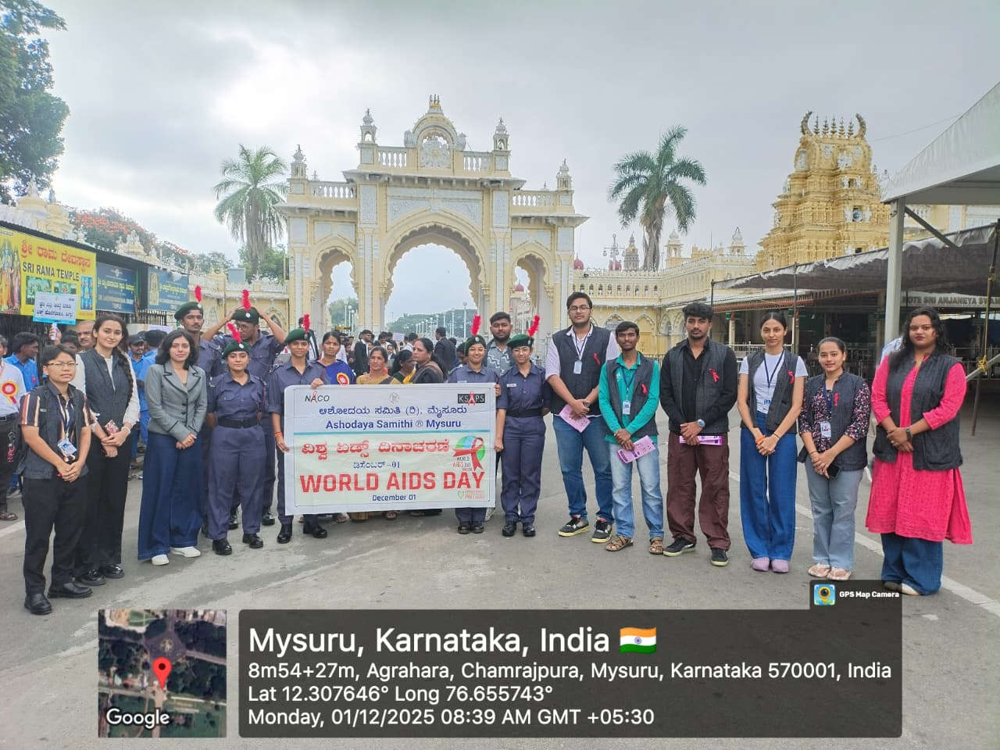 ಶ್ರೀ ರಾಮ ದೇವಸ್ಥಾನ
SRI RAMA TEMPLE
NACO
KSAPS
ಆಶೋದಯ ಸಮಿತಿ (ರಿ), ಮೈಸೂರು
Ashodaya Samithi ® Mysuru
ವಿಶ್ವ ಏಡ್ಸ್ ದಿನಾಚರಣೆ
ಡಿಸೆಂಬರ್-01
WORLD AIDS DAY
December 01
WORLD
AIDS DAY
GPS Map Camera
Mysuru, Karnataka, India
8m54+27m, Agrahara, Chamrajpura, Mysuru, Karnataka 570001, India
Lat 12.307646° Long 76.655743°
Monday, 01/12/2025 08:39 AM GMT +05:30
Google